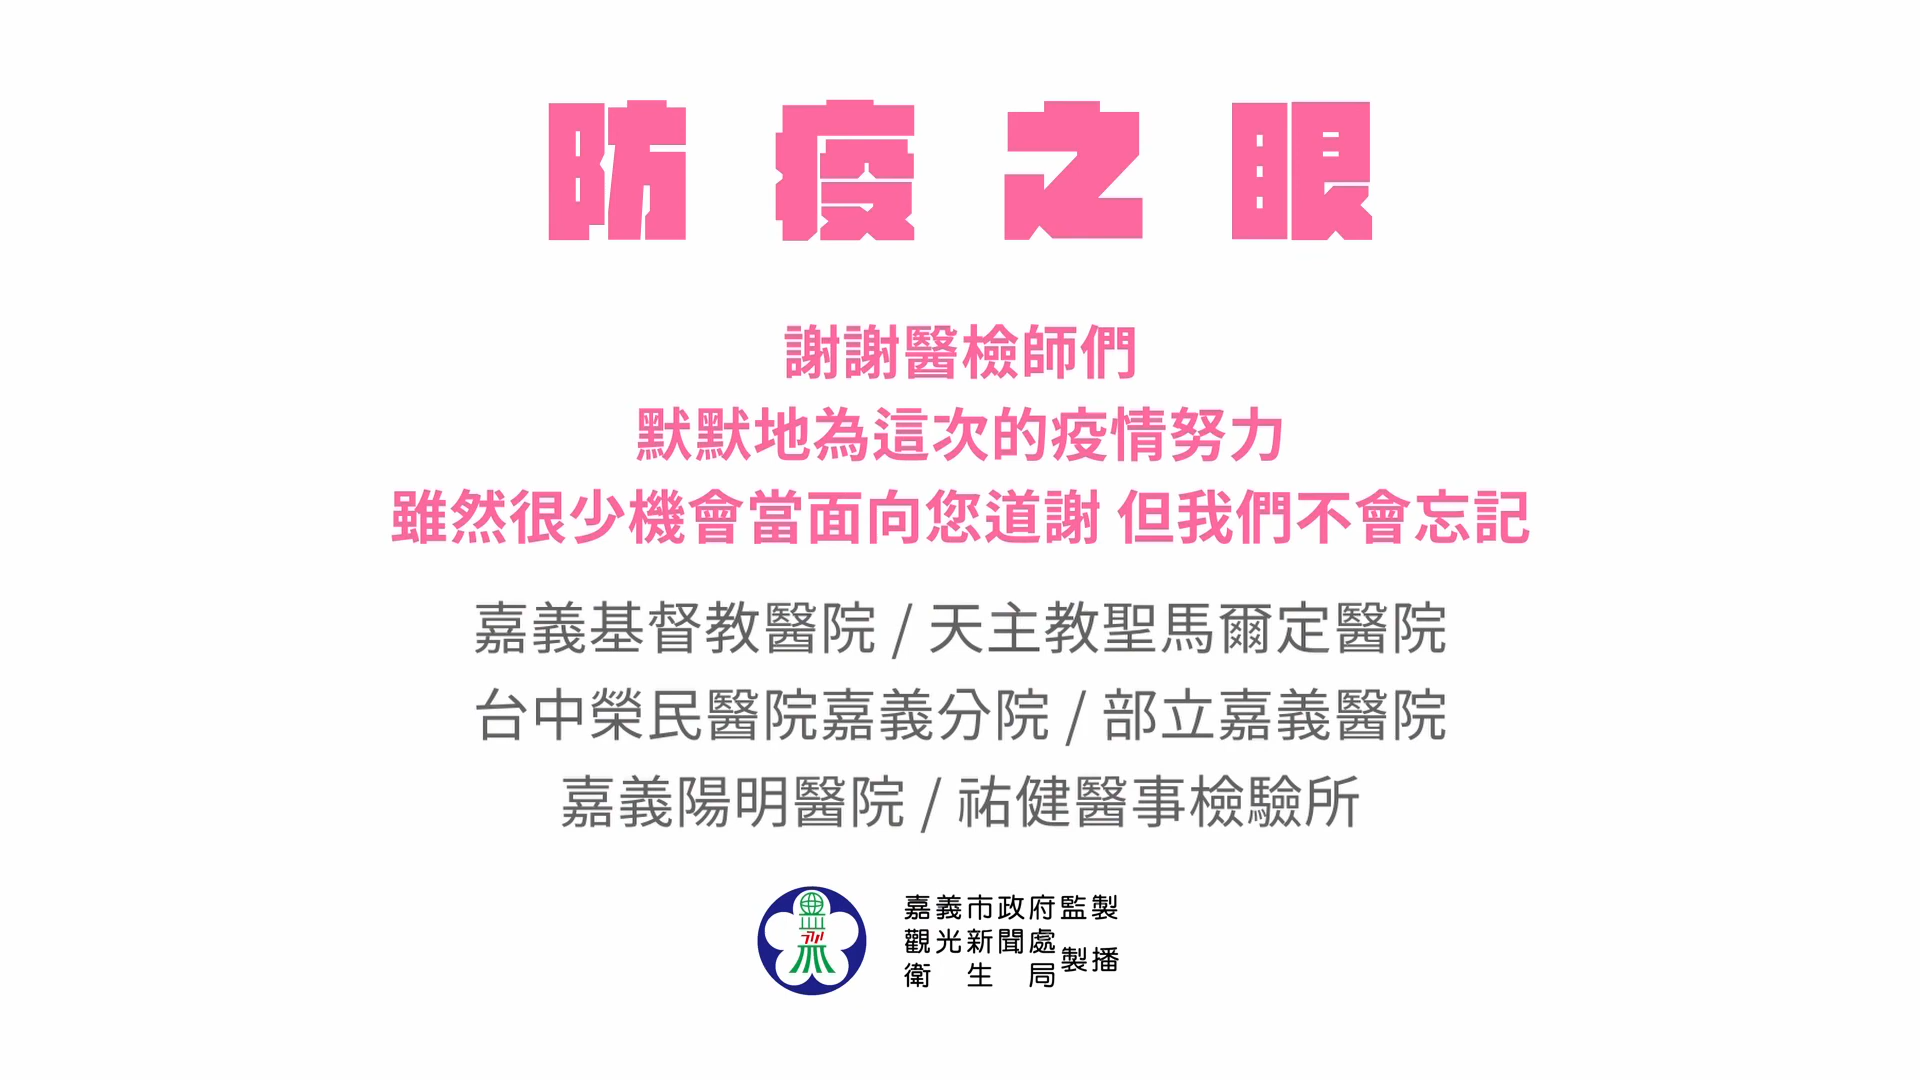 防疫之眼
謝謝醫檢師們
默默地為這次的疫情努力
雖然很少機會當面向您道謝 但我們不會忘記
嘉義基督教醫院 / 天主教聖馬爾定醫院
台中榮民醫院嘉義分院 / 部立嘉義醫院
嘉義陽明醫院 / 祐健醫事檢驗所
嘉義市政府監製
觀光新聞處
衛生局
製播